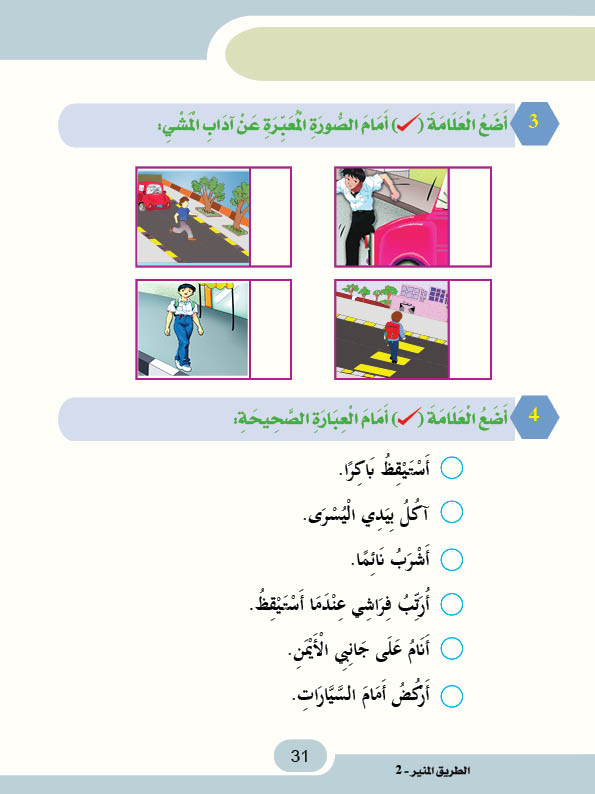 3 أَضَعُ الْعَلَامَةَ (✓) أَمَامَ الصُّورَةِ الْمُعَبِّرَةِ عَنْ آدَابِ الْمَشْيِ:
4 أَضَعُ الْعَلَامَةَ (✓) أَمَامَ الْعِبَارَةِ الصَّحِيحَةِ:
أَسْتَيْقِظُ بَاكِرًا.
آكُلُ بِيَدِي الْيُسْرَى.
أَشْرَبُ نَائِمًا.
أُرَتِّبُ فِرَاشِي عِنْدَمَا أَسْتَيْقِظُ.
أَنَامُ عَلَى جَانِبِي الْأَيْمَنِ.
أَرْكُضُ أَمَامَ السَّيَّارَاتِ.
31
الطريق المنير - 2